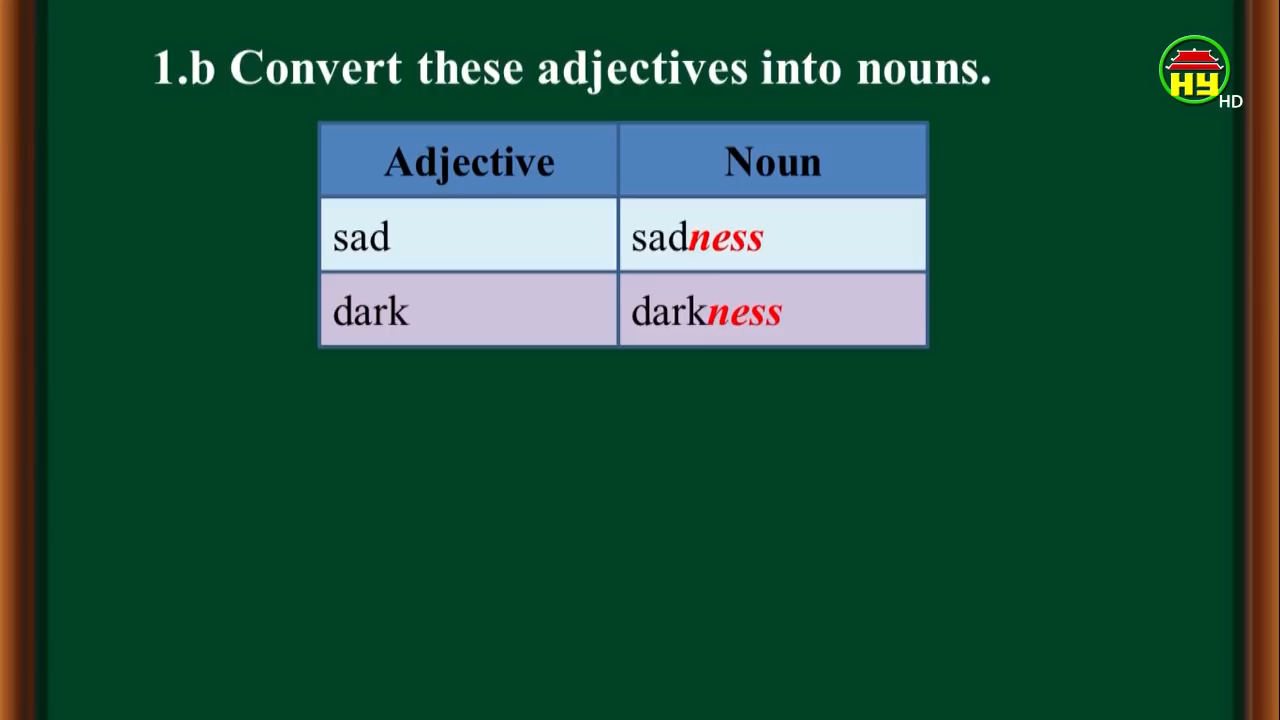 1.b Convert these adjectives into nouns.
HY
HD
Adjective Noun
sad sadness
dark darkness